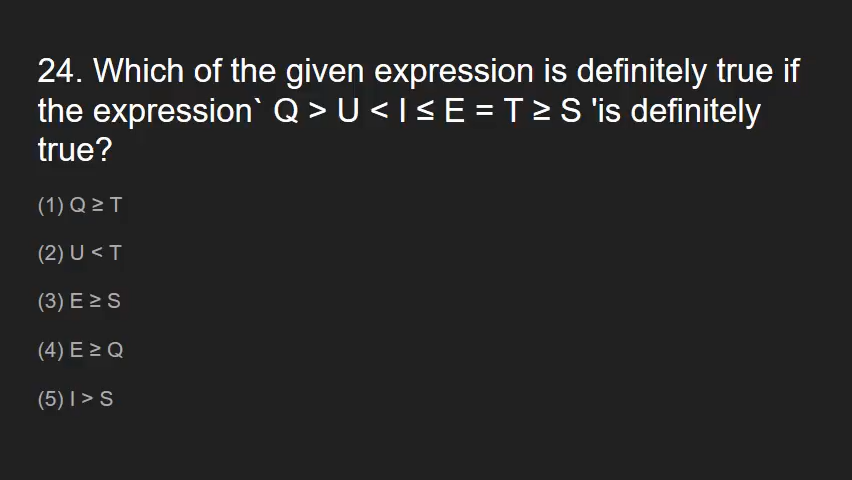 24. Which of the given expression is definitely true if
the expression` Q > U < I ≤ E = T ≥ S 'is definitely
true?
(1) Q ≥ T
(2) U < T
(3) E ≥ S
(4) E ≥ Q
(5) I > S